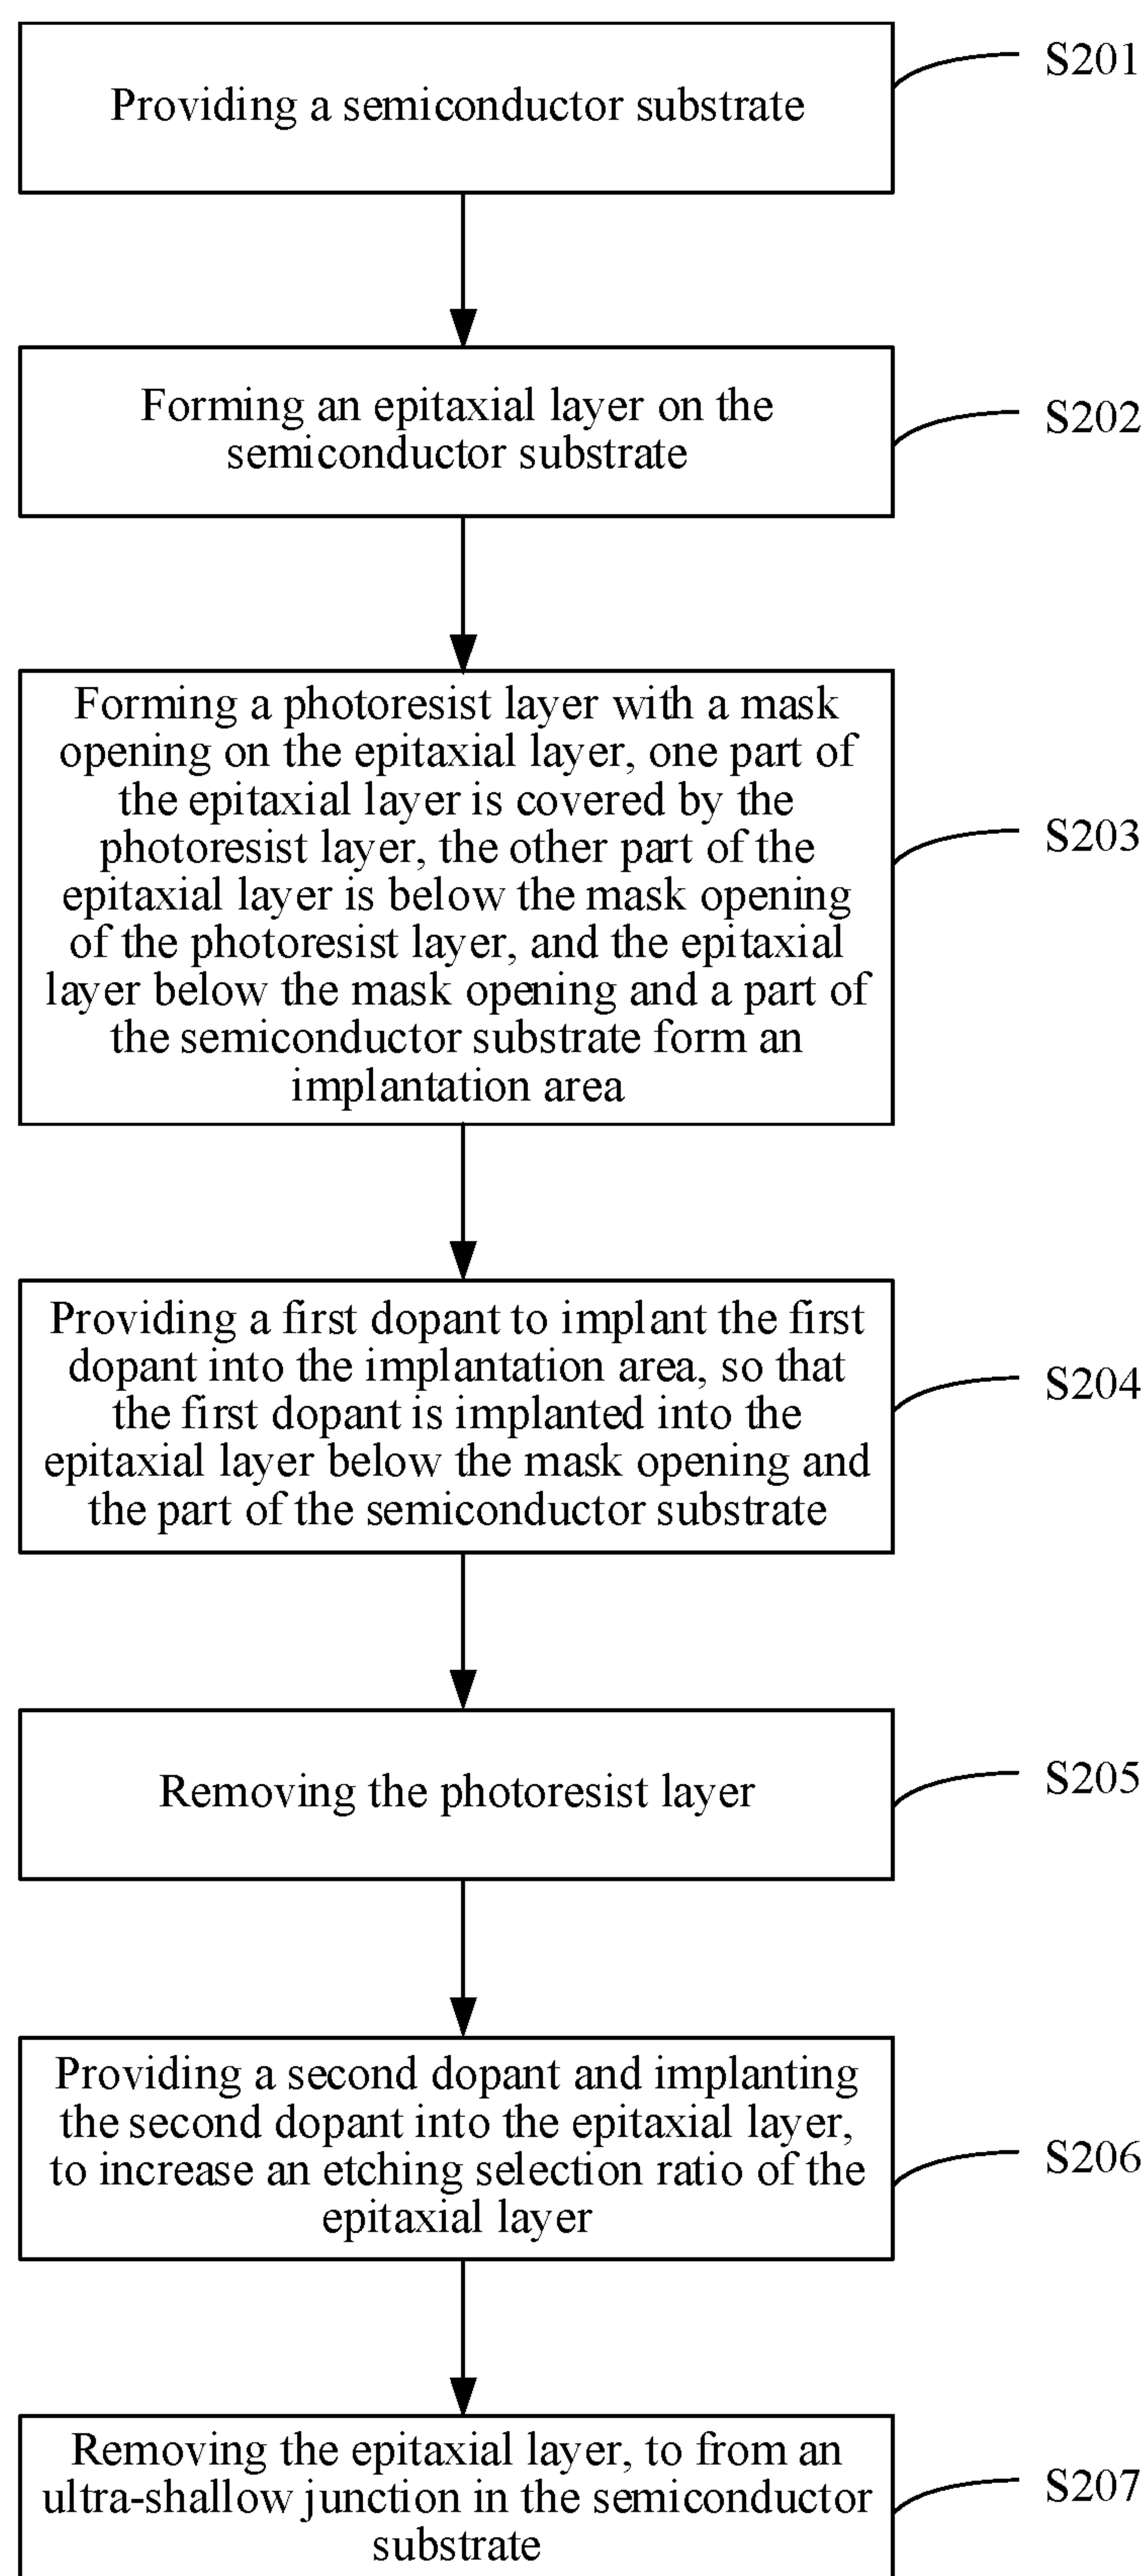 Providing a semiconductor substrate
S201
Forming an epitaxial layer on the
semiconductor substrate
S202
Forming a photoresist layer with a mask
opening on the epitaxial layer, one part of
the epitaxial layer is covered by the
photoresist layer, the other part of the
epitaxial layer is below the mask opening
of the photoresist layer, and the epitaxial
layer below the mask opening and a part of
the semiconductor substrate form an
implantation area
S203
Providing a first dopant to implant the first
dopant into the implantation area, so that
the first dopant is implanted into the
epitaxial layer below the mask opening and
the part of the semiconductor substrate
S204
Removing the photoresist layer
S205
Providing a second dopant and implanting
the second dopant into the epitaxial layer,
to increase an etching selection ratio of the
epitaxial layer
S206
Removing the epitaxial layer, to from an
ultra-shallow junction in the semiconductor
substrate
S207